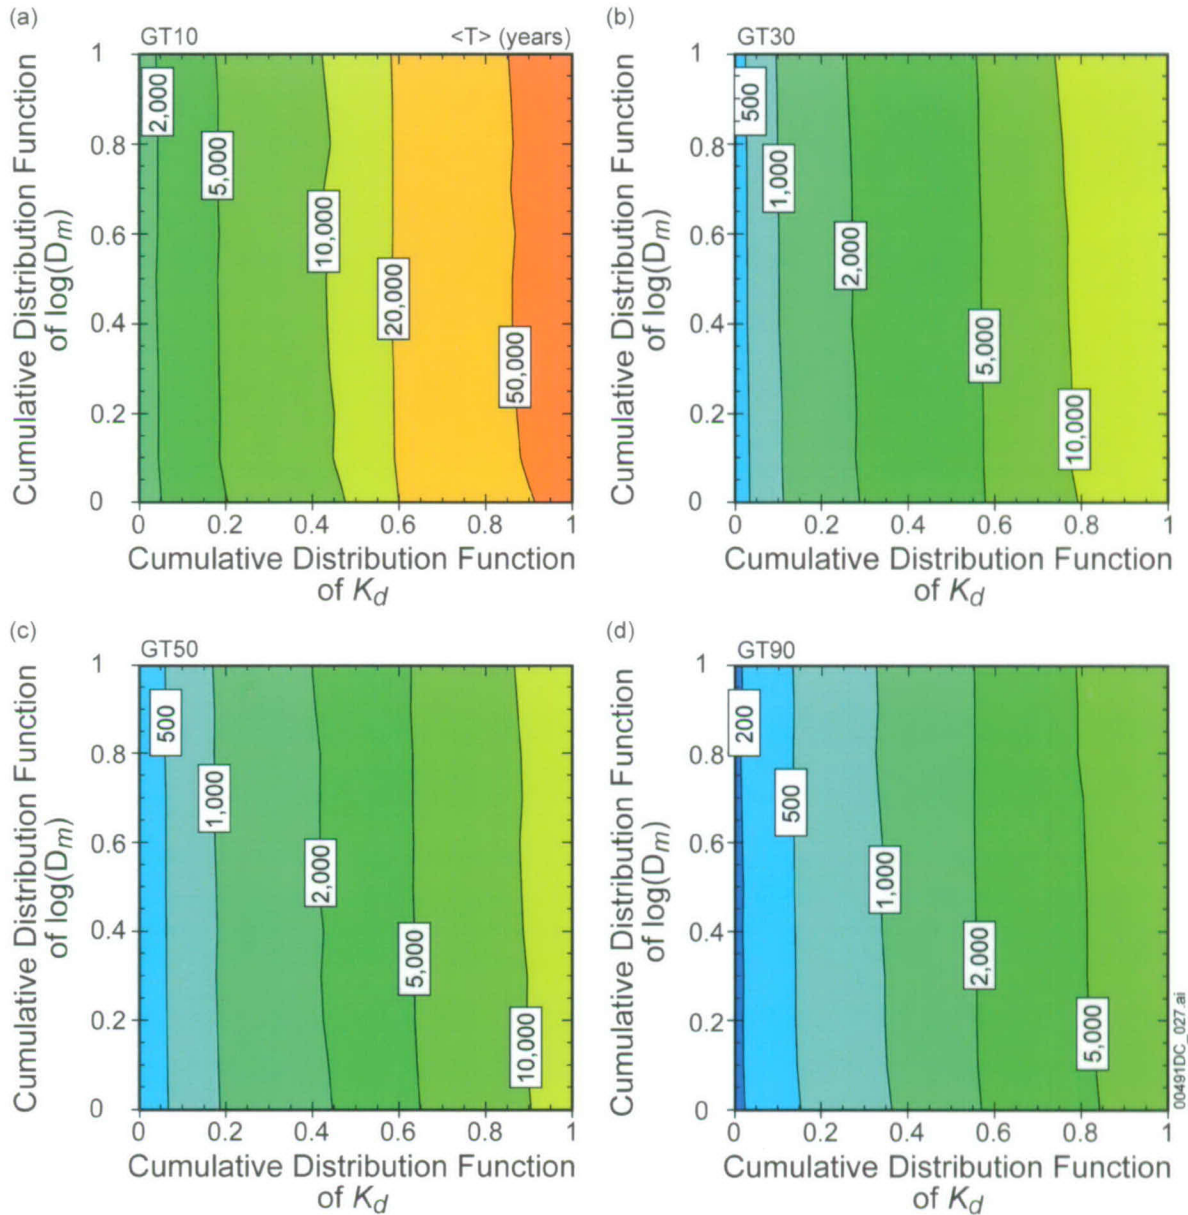 (a)
GT10 <T> (years)
1
0.8
0.6
0.4
0.2
0
0 0.2 0.4 0.6 0.8 1
2,000
5,000
10,000
20,000
50,000
Cumulative Distribution Function
of log(Dm)
Cumulative Distribution Function
of Kd
(b)
GT30
1
0.8
0.6
0.4
0.2
0
0 0.2 0.4 0.6 0.8 1
500
1,000
2,000
5,000
10,000
Cumulative Distribution Function
of log(Dm)
Cumulative Distribution Function
of Kd
(c)
GT50
1
0.8
0.6
0.4
0.2
0
0 0.2 0.4 0.6 0.8 1
500
1,000
2,000
5,000
10,000
Cumulative Distribution Function
of log(Dm)
Cumulative Distribution Function
of Kd
(d)
GT90
1
0.8
0.6
0.4
0.2
0
0 0.2 0.4 0.6 0.8 1
200
500
1,000
2,000
5,000
Cumulative Distribution Function
of log(Dm)
Cumulative Distribution Function
of Kd
00491DC_027.ai